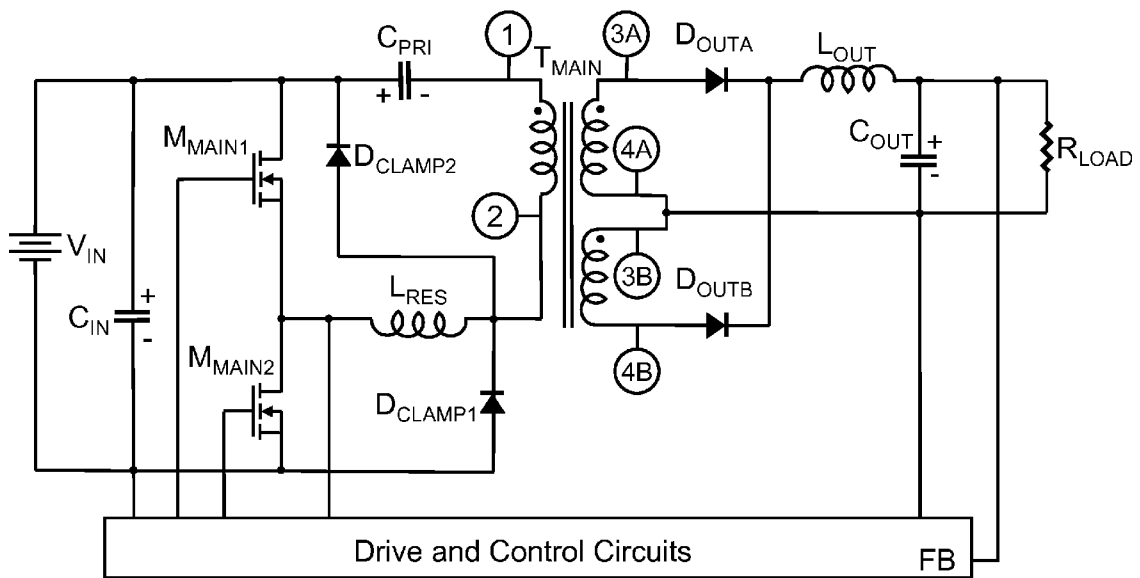 1
3A
C_PRI
T_MAIN
D_OUTA
L_OUT
+ -
M_MAIN1
D_CLAMP2
4A
C_OUT
+
-
R_LOAD
2
V_IN
3B
D_OUTB
L_RES
C_IN
+
-
M_MAIN2
4B
D_CLAMP1
Drive and Control Circuits
FB